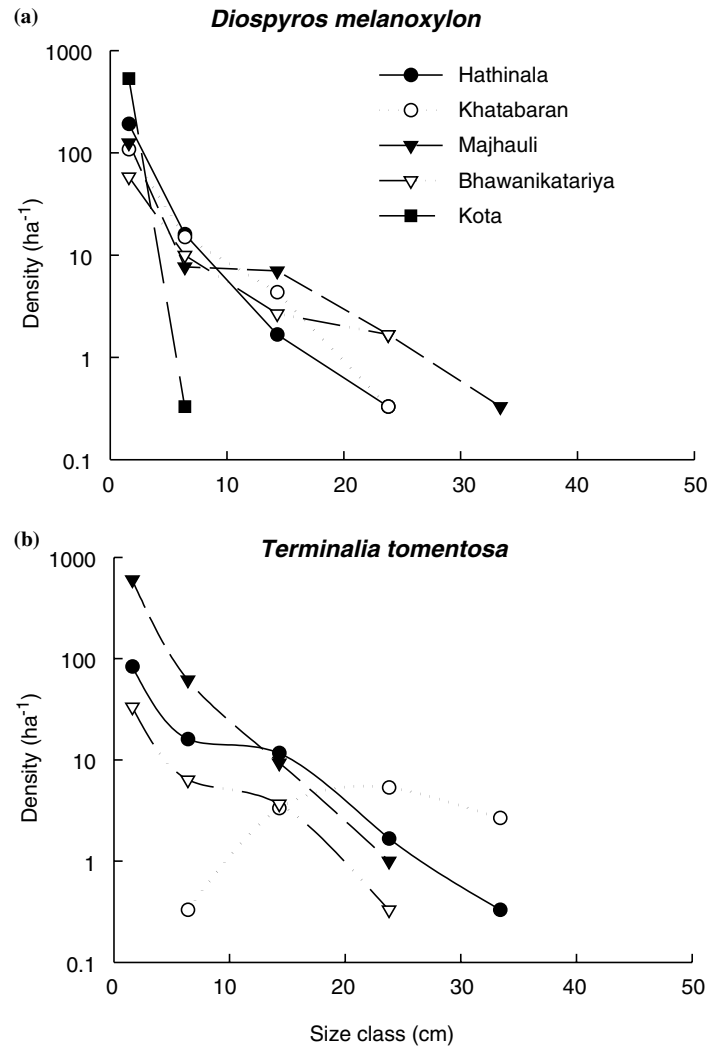 (a)
Diospyros melanoxylon
1000
100
10
1
0.1
Density (ha-1)
Hathinala
Khatabaran
Majhauli
Bhawanikatariya
Kota
0 10 20 30 40 50
(b)
Terminalia tomentosa
1000
100
10
1
0.1
Density (ha-1)
0 10 20 30 40 50
Size class (cm)